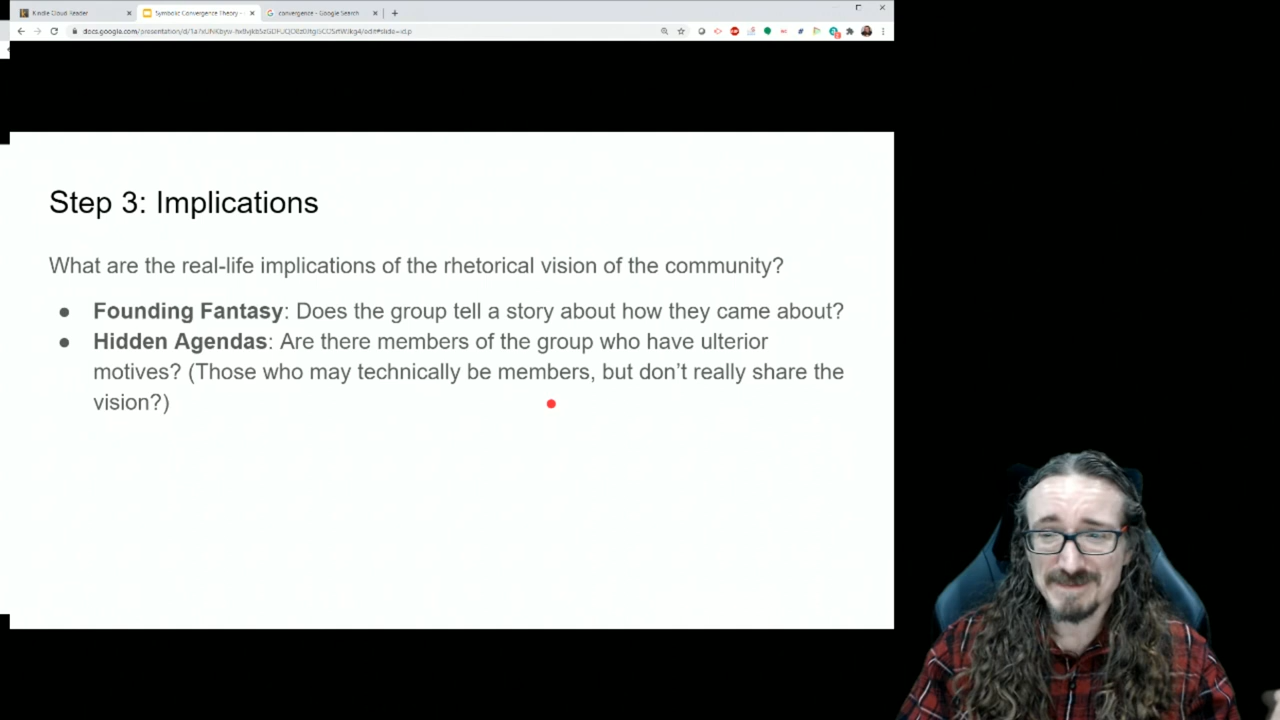 Kindle Cloud Reader
Symbolic Convergence Theory -
convergence - Google Search
Step 3: Implications
What are the real-life implications of the rhetorical vision of the community?
● Founding Fantasy: Does the group tell a story about how they came about?
● Hidden Agendas: Are there members of the group who have ulterior
motives? (Those who may technically be members, but don't really share the
vision?)